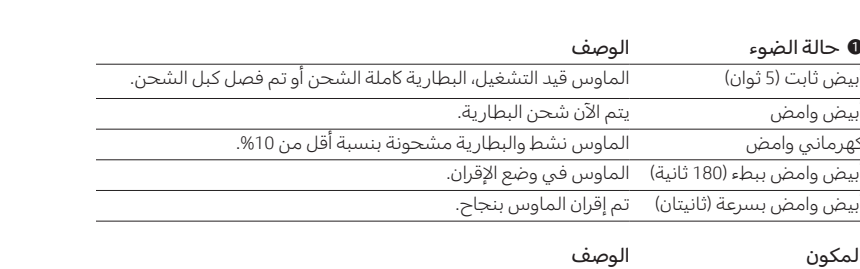 ❶ حالة الضوء الوصف
بيض ثابت (5 ثوان) الماوس قيد التشغيل، البطارية كاملة الشحن أو تم فصل كبل الشحن.
بيض وامض يتم الآن شحن البطارية.
كهرماني وامض الماوس نشط والبطارية مشحونة بنسبة أقل من 10%.
بيض وامض ببطء (180 ثانية) الماوس في وضع الإقران.
بيض وامض بسرعة (ثانيتان) تم إقران الماوس بنجاح.
لمكون الوصف